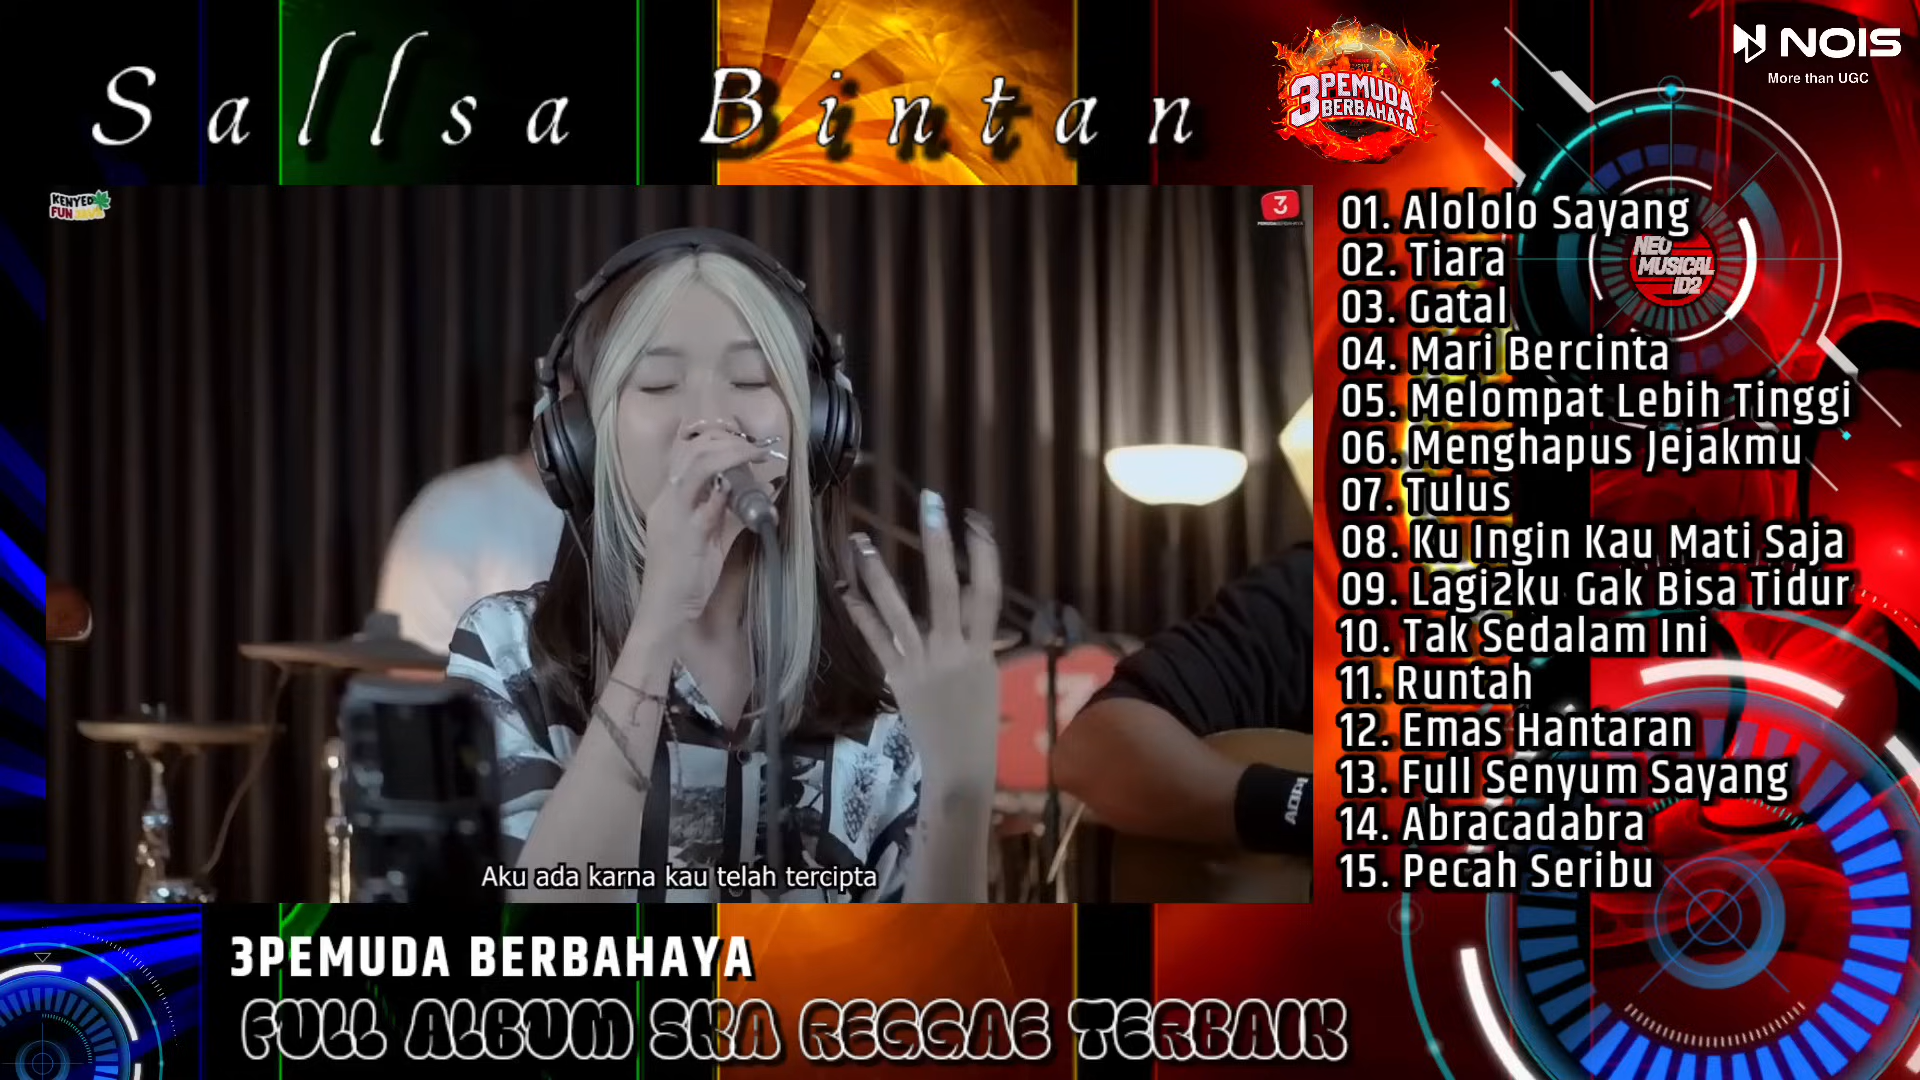 Sallsa Bintan
3PEMUDA
BERBAHAYA
NOIS
More than UGC
KENYED
FUN
3
01. Alololo Sayang
02. Tiara
03. Gatal
04. Mari Bercinta
05. Melompat Lebih Tinggi
06. Menghapus Jejakmu
07. Tulus
08. Ku Ingin Kau Mati Saja
09. Lagi2ku Gak Bisa Tidur
10. Tak Sedalam Ini
11. Runtah
12. Emas Hantaran
13. Full Senyum Sayang
14. Abracadabra
15. Pecah Seribu
NEO
MUSICAL
ID2
Aku ada karna kau telah tercipta
3PEMUDA BERBAHAYA
FULL ALBUM SKA REGGAE TERBAIK